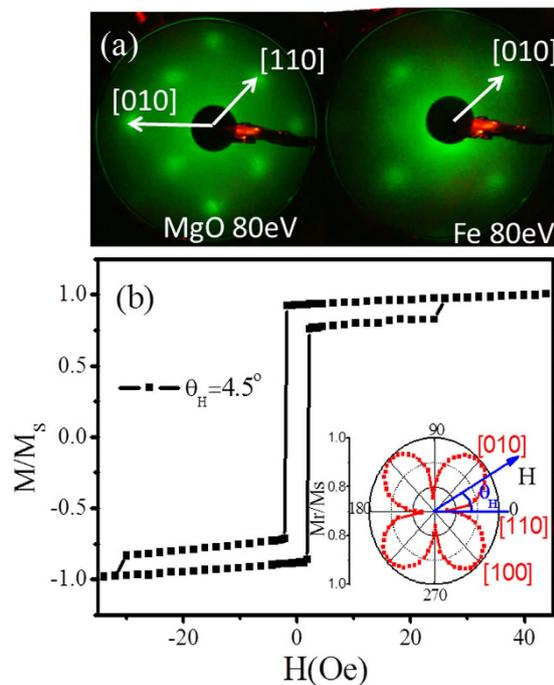 (a)
[010]
[110]
[010]
MgO 80eV
Fe 80eV
(b)
1.0
0.5
0.0
-0.5
-1.0
M/Mₛ
θH=4.5°
90
[010]
H
θH
0
180
[110]
[100]
270
1.0
0.8
0.8
1.0
Mr/Ms
-20
0
20
40
H(Oe)